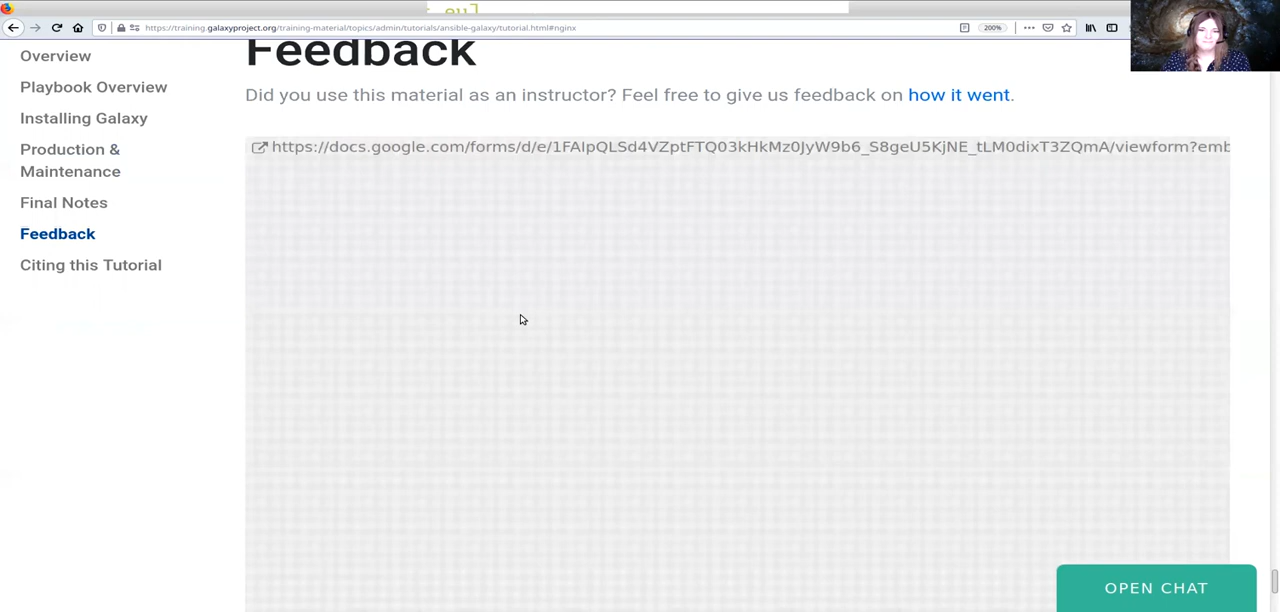 https://training.galaxyproject.org/training-material/topics/admin/tutorials/ansible-galaxy/tutorial.html#nginx
200%
Overview
Playbook Overview
Installing Galaxy
Production &
Maintenance
Final Notes
Feedback
Citing this Tutorial
Feedback
Did you use this material as an instructor? Feel free to give us feedback on how it went.
https://docs.google.com/forms/d/e/1FAIpQLSd4VZptFTQ03kHkMz0JyW9b6_S8geU5KjNE_tLM0dixT3ZQmA/viewform?emb
OPEN CHAT